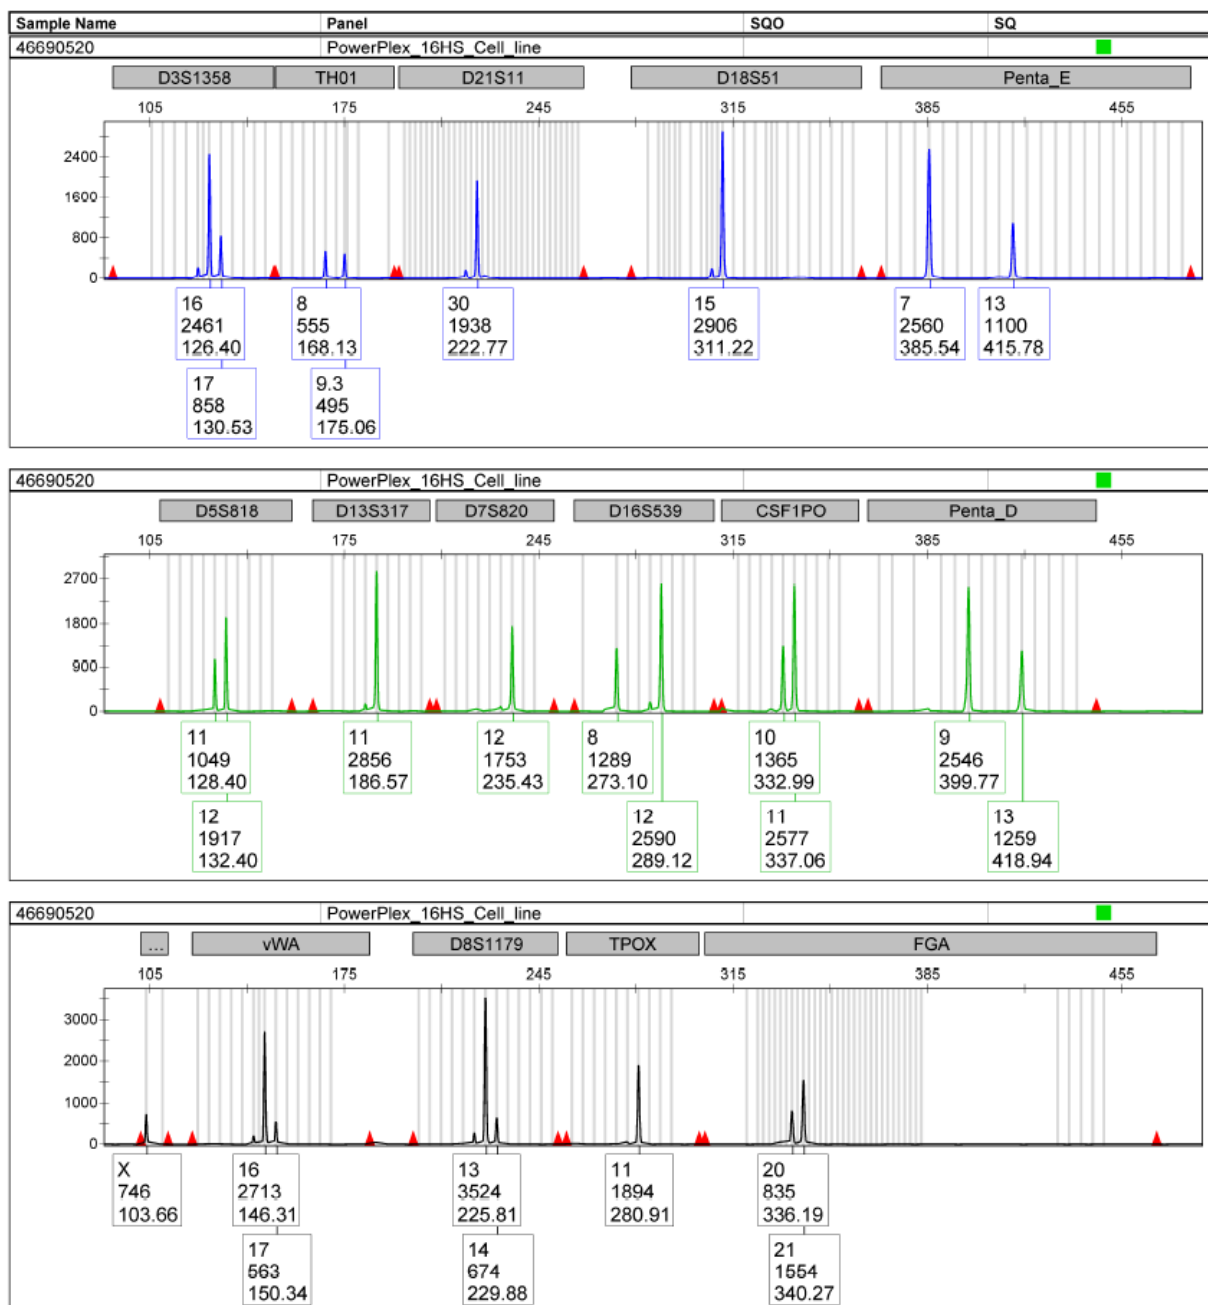 Sample Name Panel SQO SQ
46690520 PowerPlex_16HS_Cell_line
D3S1358 TH01 D21S11 D18S51 Penta_E
105 175 245 315 385 455
2400
1600
800
0
16 8 30 15 7 13
2461 555 1938 2906 2560 1100
126.40 168.13 222.77 311.22 385.54 415.78
17 9.3
858 495
130.53 175.06
46690520 PowerPlex_16HS_Cell_line
D5S818 D13S317 D7S820 D16S539 CSF1PO Penta_D
105 175 245 315 385 455
2700
1800
900
0
11 11 12 8 10 9
1049 2856 1753 1289 1365 2546
128.40 186.57 235.43 273.10 332.99 399.77
12 12 11 13
1917 2590 2577 1259
132.40 289.12 337.06 418.94
46690520 PowerPlex_16HS_Cell_line
... vWA D8S1179 TPOX FGA
105 175 245 315 385 455
3000
2000
1000
0
X 16 13 11 20
746 2713 3524 1894 835
103.66 146.31 225.81 280.91 336.19
17 14 21
563 674 1554
150.34 229.88 340.27